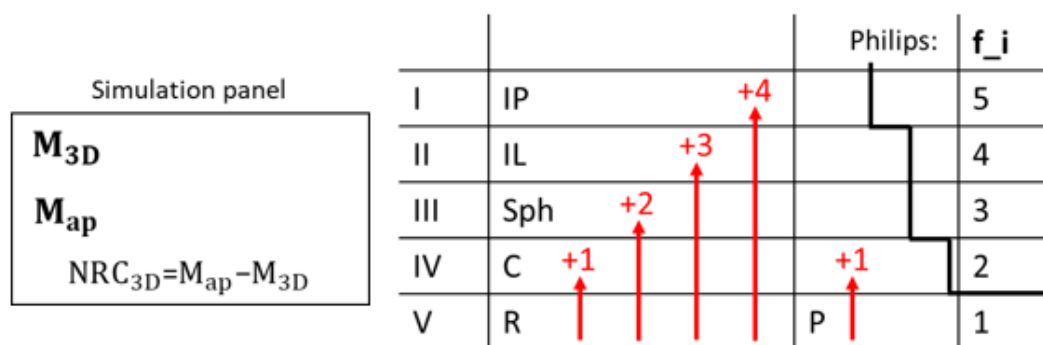 Simulation panel
M₃D
Mₐₚ
NRC₃D=Mₐₚ−M₃D
Philips: f_i
I IP +4 5
II IL +3 4
III Sph +2 3
IV C +1 +1 2
V R P 1